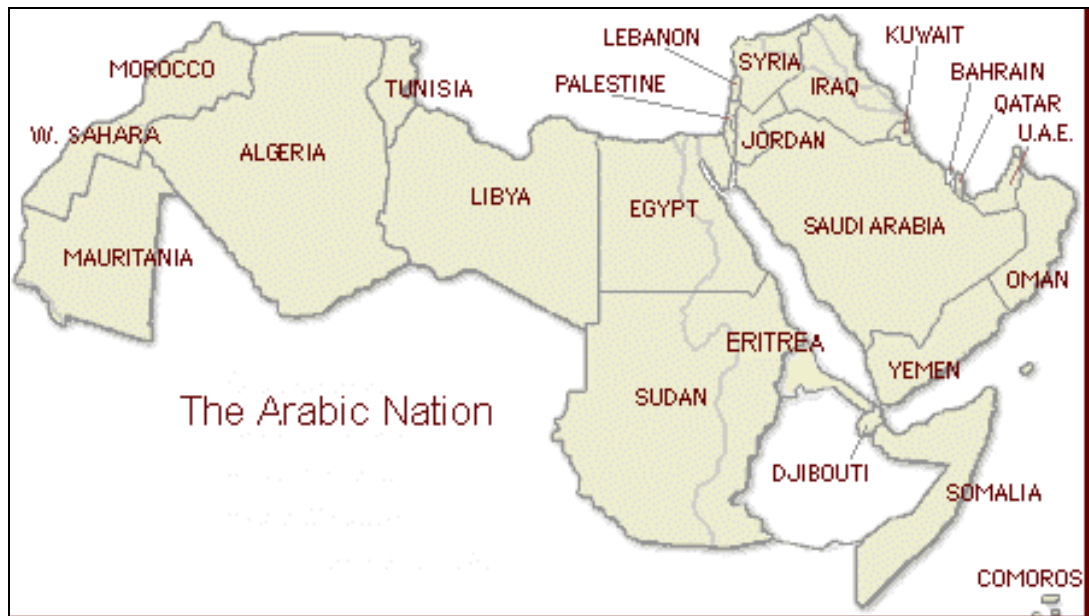 LEBANON
KUWAIT
MOROCCO
SYRIA
BAHRAIN
TUNISIA
PALESTINE
IRAQ
QATAR
W. SAHARA
U.A.E.
ALGERIA
JORDAN
LIBYA
EGYPT
SAUDI ARABIA
MAURITANIA
OMAN
ERITREA
YEMEN
The Arabic Nation
SUDAN
DJIBOUTI
SOMALIA
COMOROS